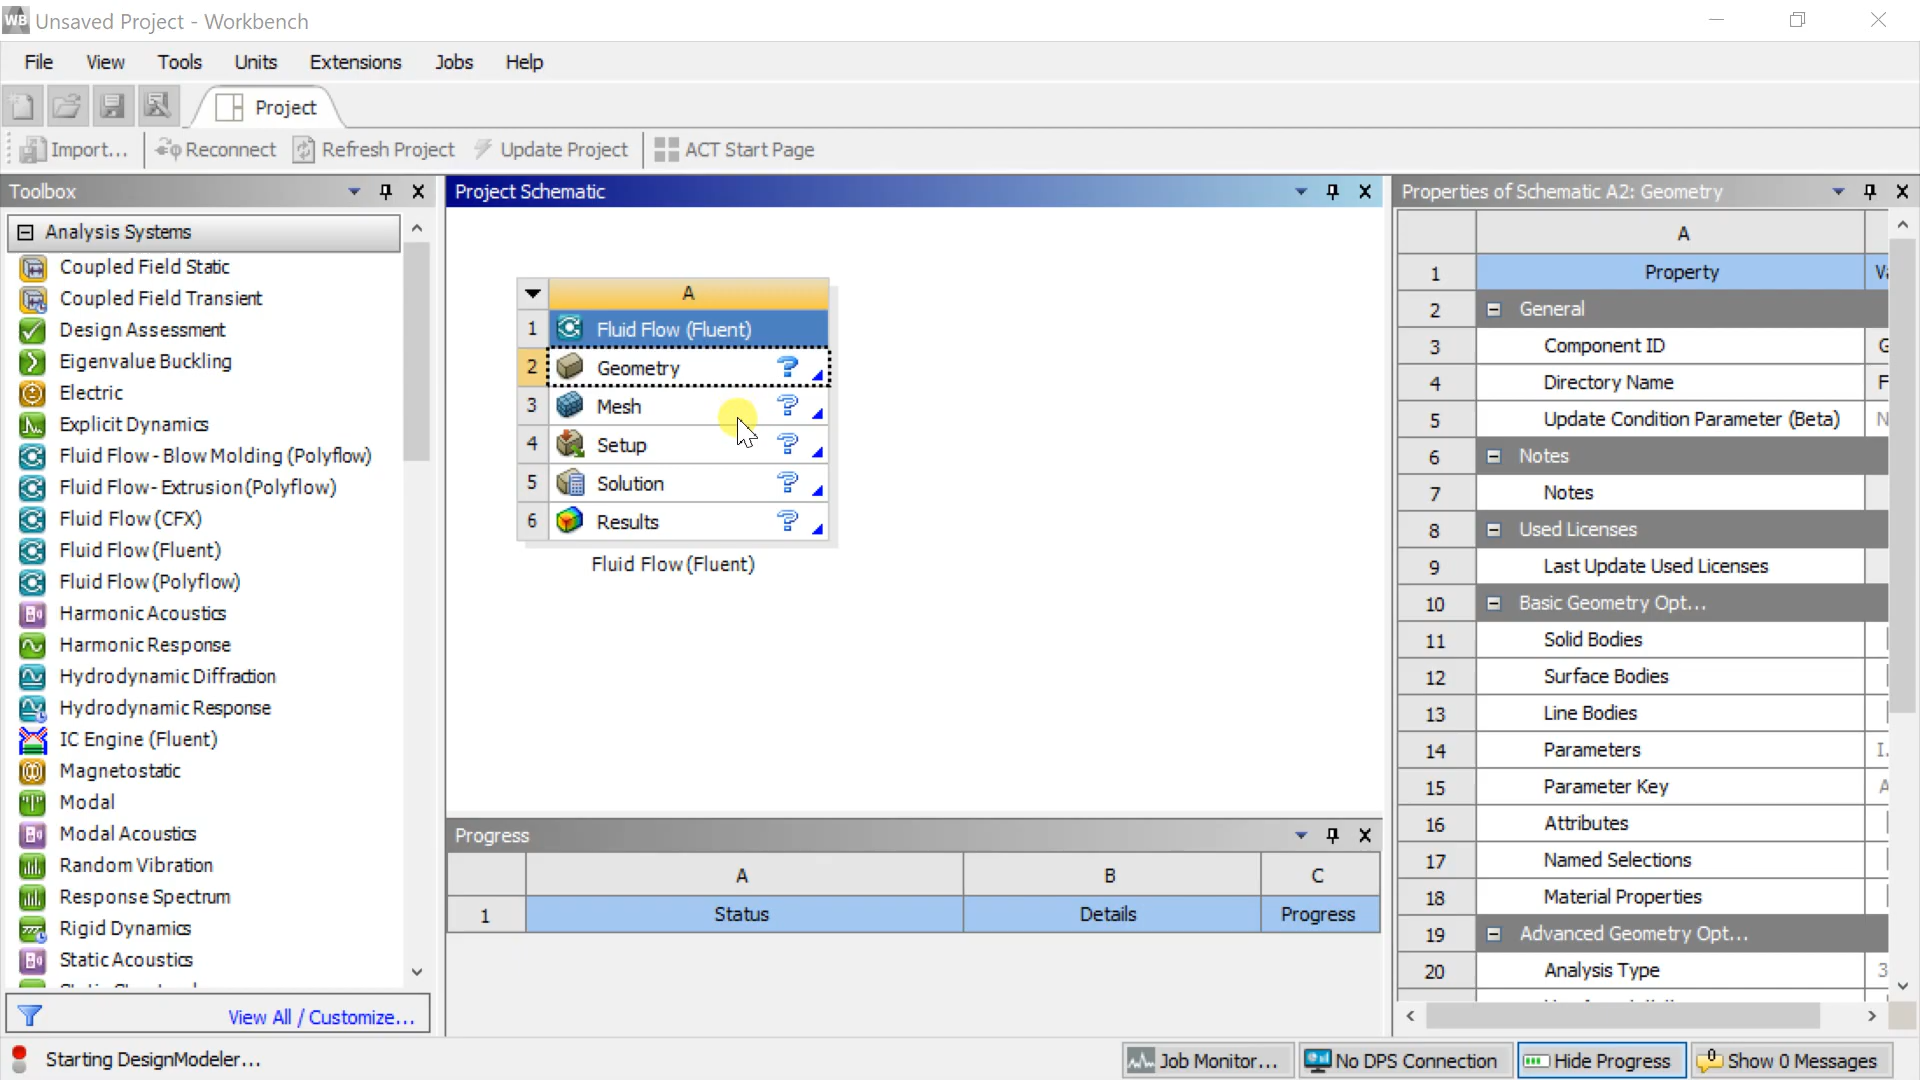 WB Unsaved Project - Workbench
File View Tools Units Extensions Jobs Help
Project
Import... Reconnect Refresh Project Update Project ACT Start Page
Toolbox
Analysis Systems
Coupled Field Static
Coupled Field Transient
Design Assessment
Eigenvalue Buckling
Electric
Explicit Dynamics
Fluid Flow - Blow Molding (Polyflow)
Fluid Flow - Extrusion (Polyflow)
Fluid Flow (CFX)
Fluid Flow (Fluent)
Fluid Flow (Polyflow)
Harmonic Acoustics
Harmonic Response
Hydrodynamic Diffraction
Hydrodynamic Response
IC Engine (Fluent)
Magnetostatic
Modal
Modal Acoustics
Random Vibration
Response Spectrum
Rigid Dynamics
Static Acoustics
View All / Customize...
Project Schematic
A
1 Fluid Flow (Fluent)
2 Geometry ?
3 Mesh ?
4 Setup ?
5 Solution ?
6 Results ?
Fluid Flow (Fluent)
Progress
A B C
1 Status Details Progress
Properties of Schematic A2: Geometry
A
1 Property
2 General
3 Component ID
4 Directory Name
5 Update Condition Parameter (Beta)
6 Notes
7 Notes
8 Used Licenses
9 Last Update Used Licenses
10 Basic Geometry Opt...
11 Solid Bodies
12 Surface Bodies
13 Line Bodies
14 Parameters
15 Parameter Key
16 Attributes
17 Named Selections
18 Material Properties
19 Advanced Geometry Opt...
20 Analysis Type 3
Starting DesignModeler...
Job Monitor... No DPS Connection Hide Progress 0 Show 0 Messages